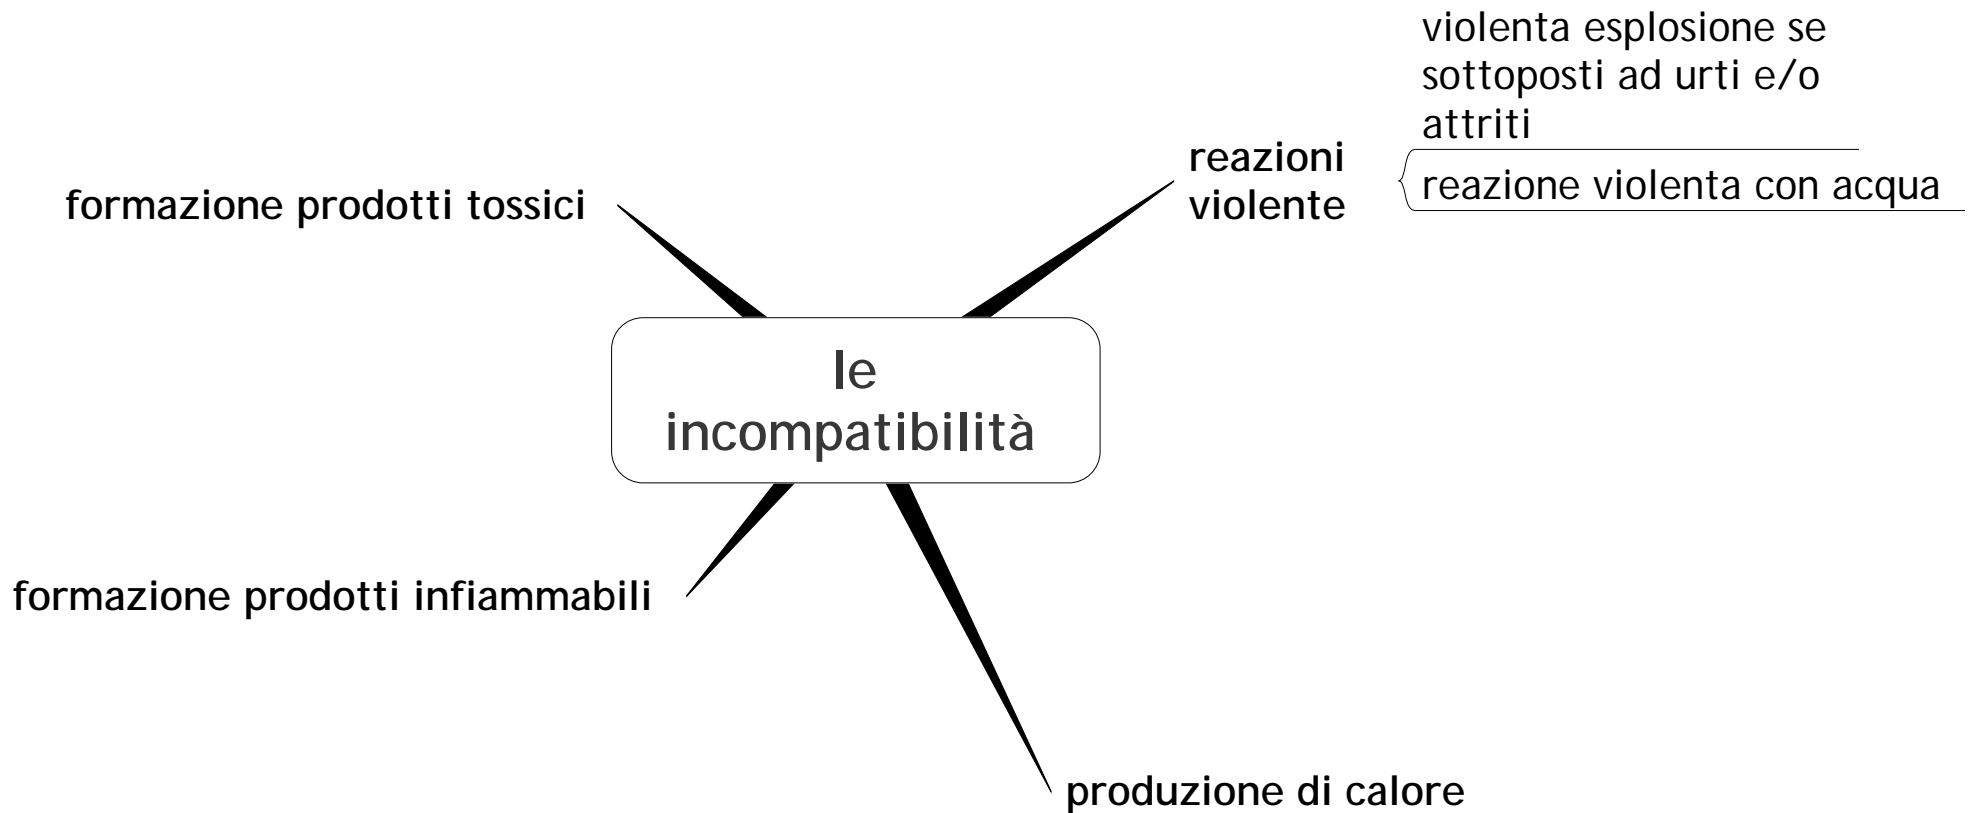 violenta esplosione se
sottoposti ad urti e/o
attriti
reazioni
violente
reazione violenta con acqua
formazione prodotti tossici
le
incompatibilità
formazione prodotti infiammabili
produzione di calore